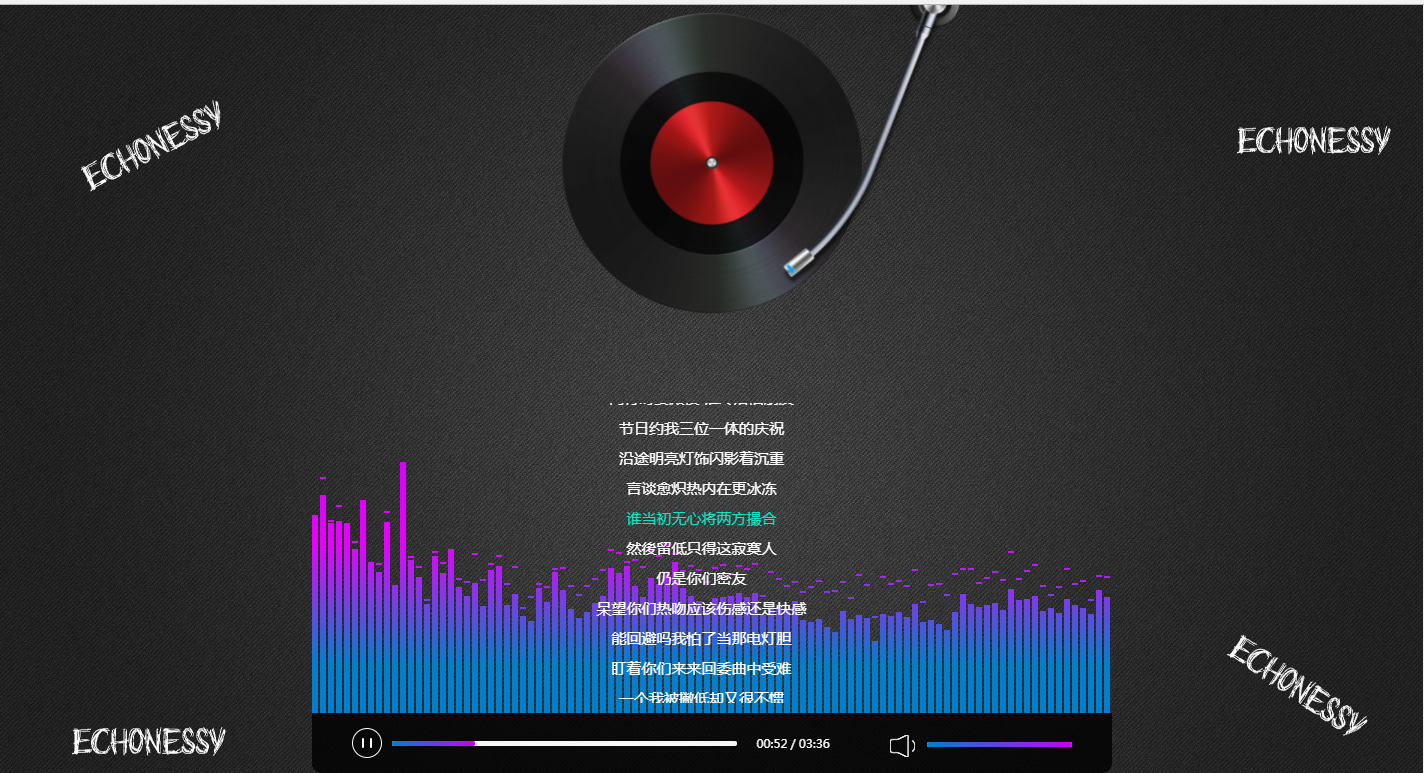 ECHONESSY
ECHONESSY
节日约我三位一体的庆祝
沿途明亮灯饰闪影着沉重
言谈愈炽热内在更冰冻
谁当初无心将两方撮合
然後留低只得这寂寞人
仍是你们密友
呆望你们热吻应该伤感还是快感
能回避吗我怕了当那电灯胆
盯着你们来来回委曲中受难
一个我被撇低却又很不惯
ECHONESSY
ECHONESSY
00:52 / 03:36